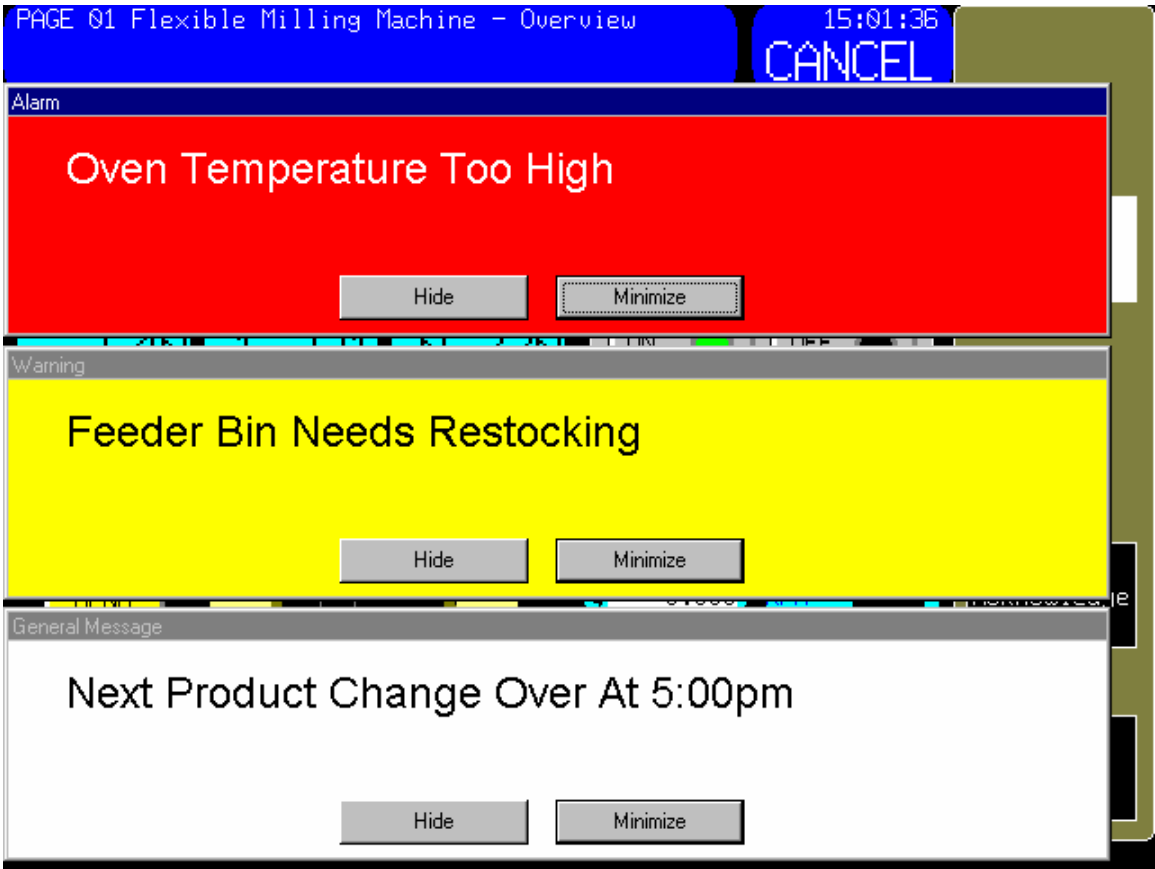 PAGE 01 Flexible Milling Machine - Overview
15:01:36
CANCEL
Alarm
Oven Temperature Too High
Hide
Minimize
Warning
Feeder Bin Needs Restocking
Hide
Minimize
General Message
Next Product Change Over At 5:00pm
Hide
Minimize